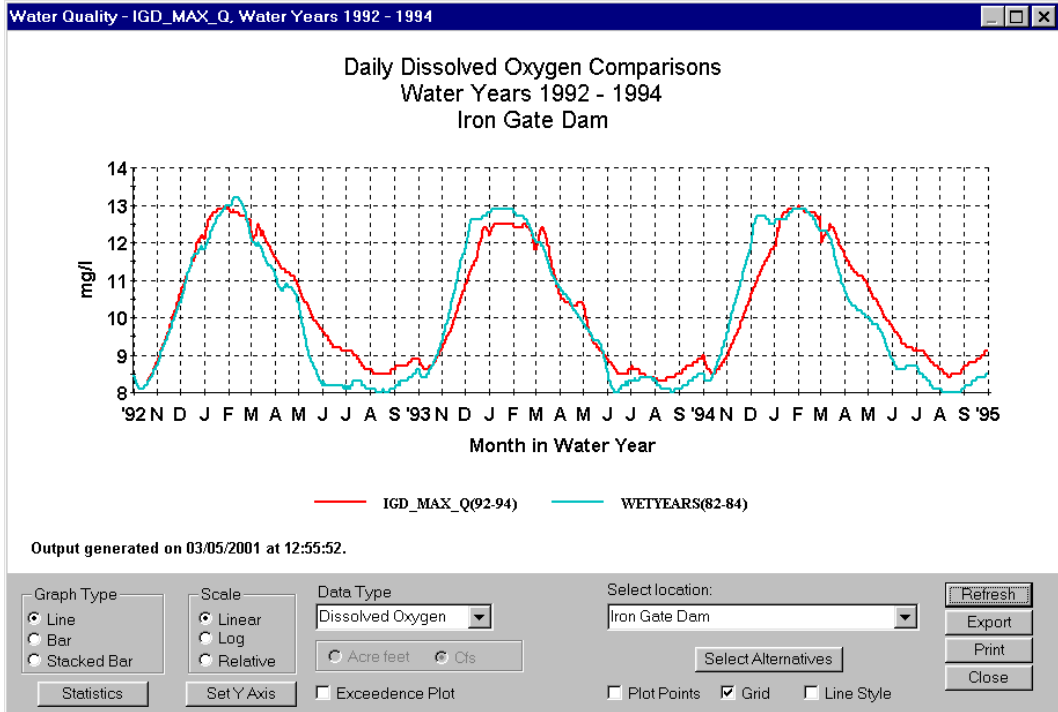 Water Quality - IGD_MAX_Q, Water Years 1992 - 1994
Daily Dissolved Oxygen Comparisons
Water Years 1992 - 1994
Iron Gate Dam
14
13
12
11
10
9
8
mg/l
'92 N D J F M A M J J A S '93 N D J F M A M J J A S '94 N D J F M A M J J A S '95
Month in Water Year
IGD_MAX_Q(92-94) WETYEARS(82-84)
Output generated on 03/05/2001 at 12:55:52.
Graph Type
Line
Bar
Stacked Bar
Statistics
Scale
Linear
Log
Relative
Set Y Axis
Data Type
Dissolved Oxygen
Acre feet Cfs
Exceedence Plot
Select location:
Iron Gate Dam
Select Alternatives
Plot Points Grid Line Style
Refresh
Export
Print
Close